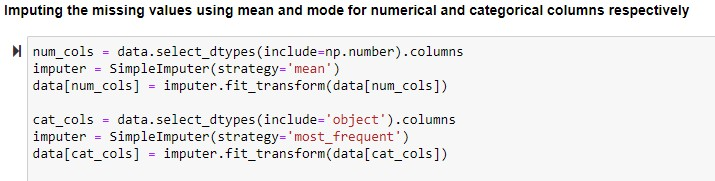 Imputing the missing values using mean and mode for numerical and categorical columns respectively
num_cols = data.select_dtypes(include=np.number).columns
imputer = SimpleImputer(strategy='mean')
data[num_cols] = imputer.fit_transform(data[num_cols])
cat_cols = data.select_dtypes(include='object').columns
imputer = SimpleImputer(strategy='most_frequent')
data[cat_cols] = imputer.fit_transform(data[cat_cols])